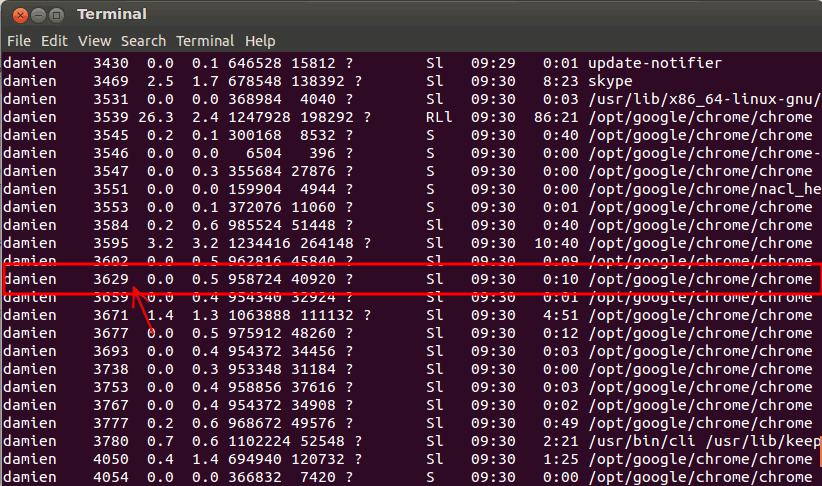 Terminal
File Edit View Search Terminal Help
damien 3430 0.0 0.1 646528 15812 ? Sl 09:29 0:01 update-notifier
damien 3469 2.5 1.7 678548 138392 ? Sl 09:30 8:23 skype
damien 3531 0.0 0.0 368984 4040 ? Sl 09:30 0:03 /usr/lib/x86_64-linux-gnu/
damien 3539 26.3 2.4 1247928 198292 ? RLl 09:30 86:21 /opt/google/chrome/chrome
damien 3545 0.2 0.1 300168 8532 ? S 09:30 0:40 /opt/google/chrome/chrome
damien 3546 0.0 0.0 6504 396 ? S 09:30 0:00 /opt/google/chrome/chrome-
damien 3547 0.0 0.3 355684 27876 ? S 09:30 0:00 /opt/google/chrome/chrome
damien 3551 0.0 0.0 159904 4944 ? S 09:30 0:00 /opt/google/chrome/nacl_he
damien 3553 0.0 0.1 372076 11060 ? S 09:30 0:01 /opt/google/chrome/chrome
damien 3584 0.2 0.6 985524 51448 ? Sl 09:30 0:40 /opt/google/chrome/chrome
damien 3595 3.2 3.2 1234416 264148 ? Sl 09:30 10:40 /opt/google/chrome/chrome
damien 3602 0.0 0.5 962816 45840 ? Sl 09:30 0:09 /opt/google/chrome/chrome
damien 3629 0.0 0.5 958724 40920 ? Sl 09:30 0:10 /opt/google/chrome/chrome
damien 3659 0.0 0.4 954340 32924 ? Sl 09:30 0:01 /opt/google/chrome/chrome
damien 3671 1.4 1.3 1063888 111132 ? Sl 09:30 4:51 /opt/google/chrome/chrome
damien 3677 0.0 0.5 975912 48260 ? Sl 09:30 0:12 /opt/google/chrome/chrome
damien 3693 0.0 0.4 954372 34456 ? Sl 09:30 0:03 /opt/google/chrome/chrome
damien 3738 0.0 0.3 953348 31184 ? Sl 09:30 0:00 /opt/google/chrome/chrome
damien 3753 0.0 0.4 958856 37616 ? Sl 09:30 0:03 /opt/google/chrome/chrome
damien 3767 0.0 0.4 954372 34908 ? Sl 09:30 0:02 /opt/google/chrome/chrome
damien 3777 0.2 0.6 968672 49576 ? Sl 09:30 0:49 /opt/google/chrome/chrome
damien 3780 0.7 0.6 1102224 52548 ? Sl 09:30 2:21 /usr/bin/cli /usr/lib/keep
damien 4050 0.4 1.4 694940 120732 ? Sl 09:30 1:25 /opt/google/chrome/chrome
damien 4054 0.0 0.0 366832 7420 ? S 09:30 0:00 /opt/google/chrome/chrome